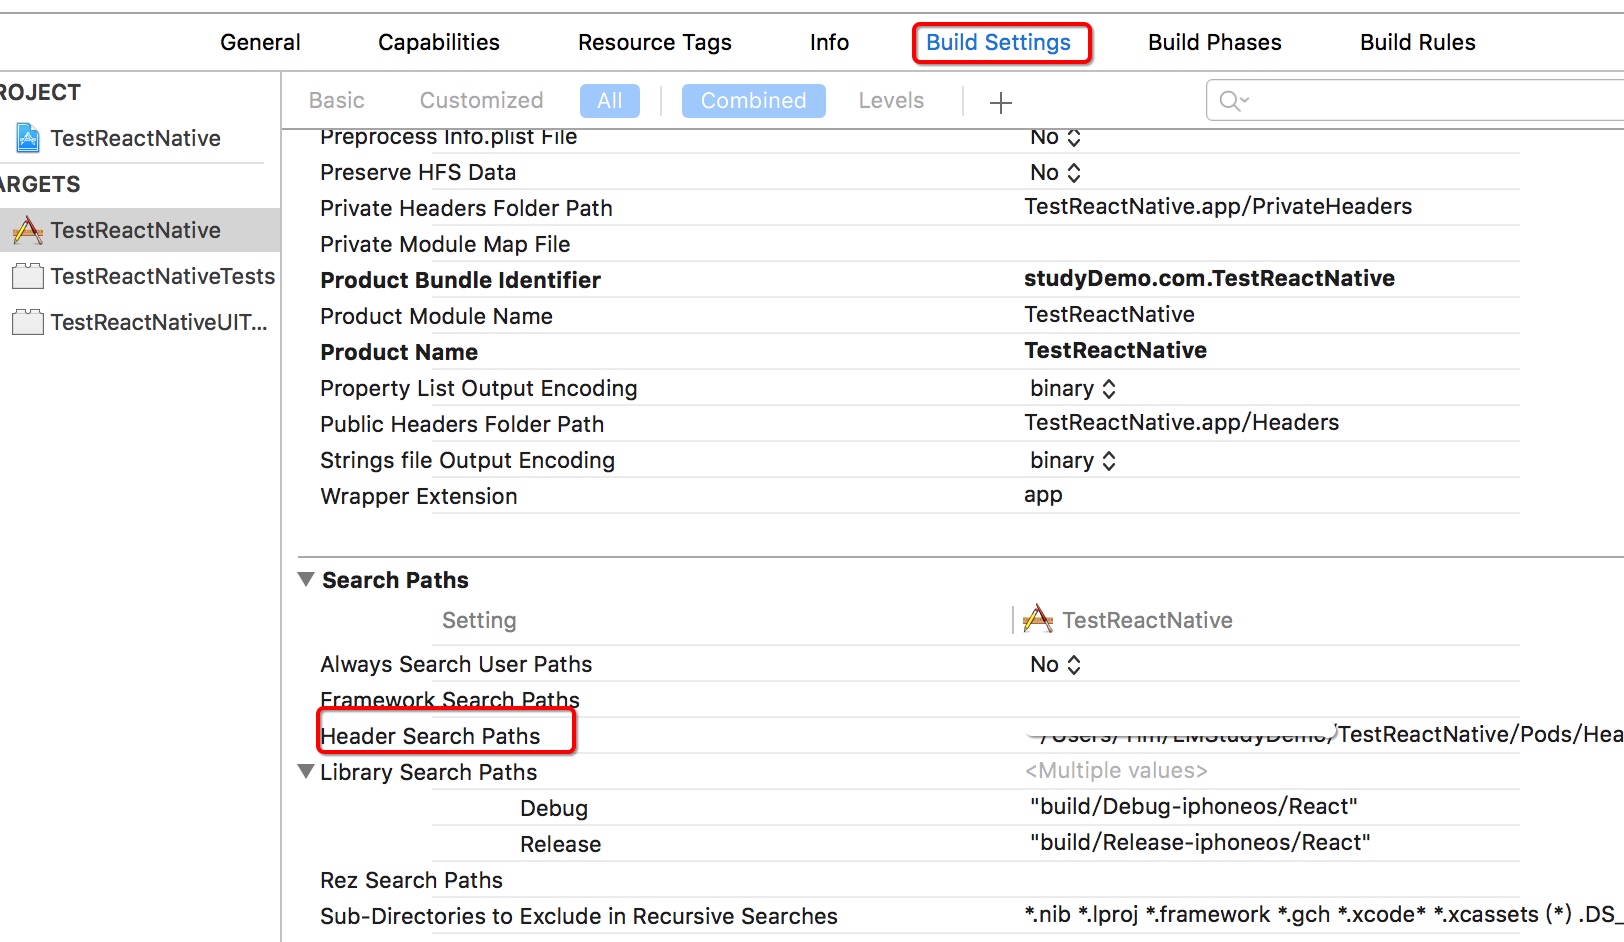 General Capabilities Resource Tags Info Build Settings Build Phases Build Rules
ROJECT
TestReactNative
ARGETS
TestReactNative
TestReactNativeTests
TestReactNativeUIT...
Basic Customized All Combined Levels +
Preprocess Info.plist File No
Preserve HFS Data No
Private Headers Folder Path TestReactNative.app/PrivateHeaders
Private Module Map File
Product Bundle Identifier studyDemo.com.TestReactNative
Product Module Name TestReactNative
Product Name TestReactNative
Property List Output Encoding binary
Public Headers Folder Path TestReactNative.app/Headers
Strings file Output Encoding binary
Wrapper Extension app
Search Paths
Setting TestReactNative
Always Search User Paths No
Framework Search Paths
Header Search Paths /TestReactNative/Pods/Hea
Library Search Paths <Multiple values>
Debug "build/Debug-iphoneos/React"
Release "build/Release-iphoneos/React"
Rez Search Paths
Sub-Directories to Exclude in Recursive Searches *.nib *.lproj *.framework *.gch *.xcode* *.xcassets (*) .DS_